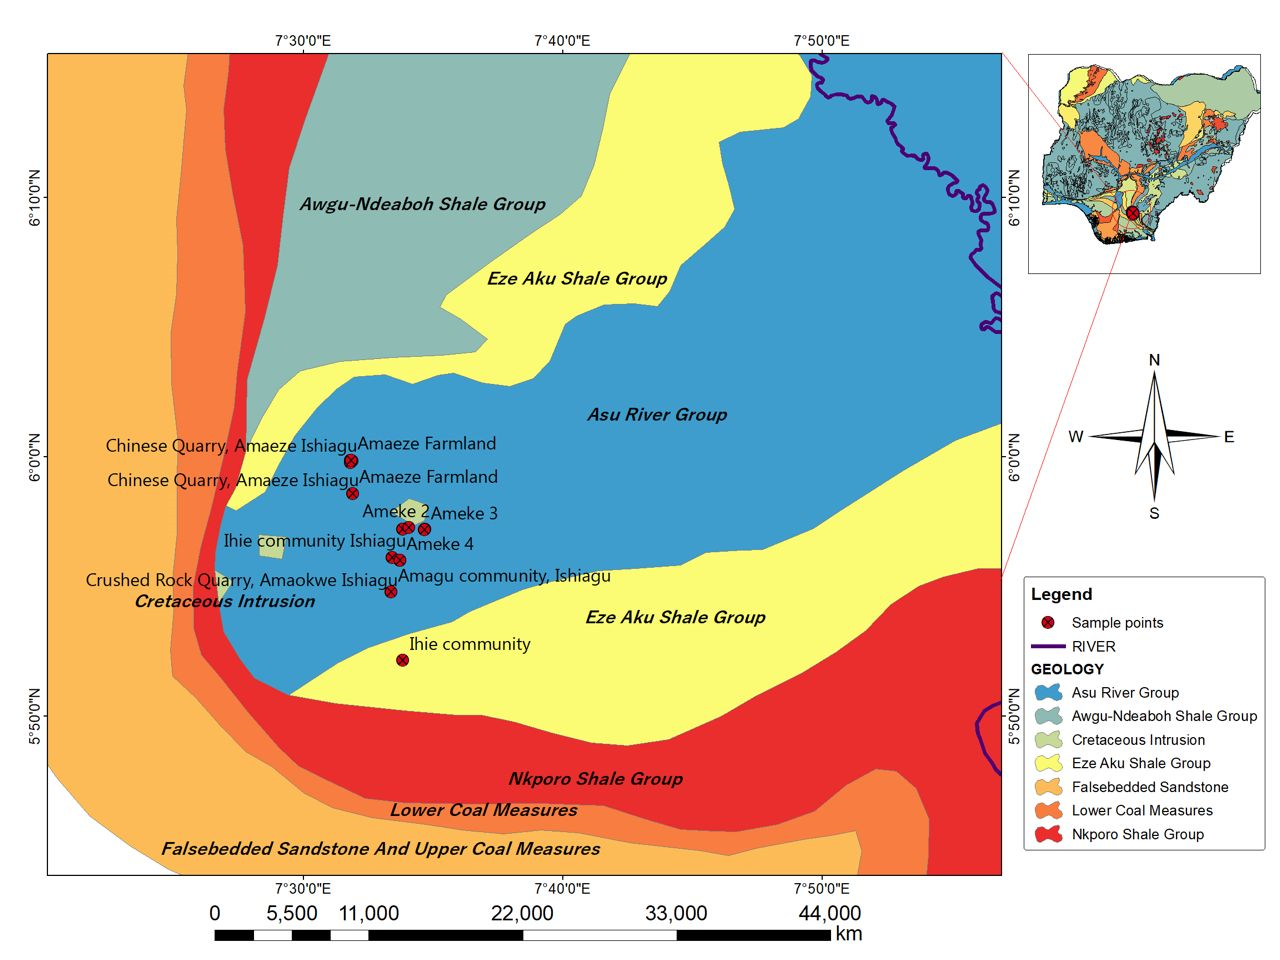 7°30'0"E 7°40'0"E 7°50'0"E
6°10'0"N
6°10'0"N
Awgu-Ndeaboh Shale Group
Eze Aku Shale Group
Asu River Group
N
W E
S
6°0'0"N
6°0'0"N
Chinese Quarry, Amaeze Ishiagu Amaeze Farmland
Chinese Quarry, Amaeze Ishiagu Amaeze Farmland
Ameke 2 Ameke 3
Ihie community Ishiagu Ameke 4
Crushed Rock Quarry, Amaokwe Ishiagu Amagu community, Ishiagu
Cretaceous Intrusion
Eze Aku Shale Group
Ihie community
5°50'0"N
5°50'0"N
Nkporo Shale Group
Lower Coal Measures
Falsebedded Sandstone And Upper Coal Measures
Legend
Sample points
RIVER
GEOLOGY
Asu River Group
Awgu-Ndeaboh Shale Group
Cretaceous Intrusion
Eze Aku Shale Group
Falsebedded Sandstone
Lower Coal Measures
Nkporo Shale Group
7°30'0"E 7°40'0"E 7°50'0"E
0 5,500 11,000 22,000 33,000 44,000
km